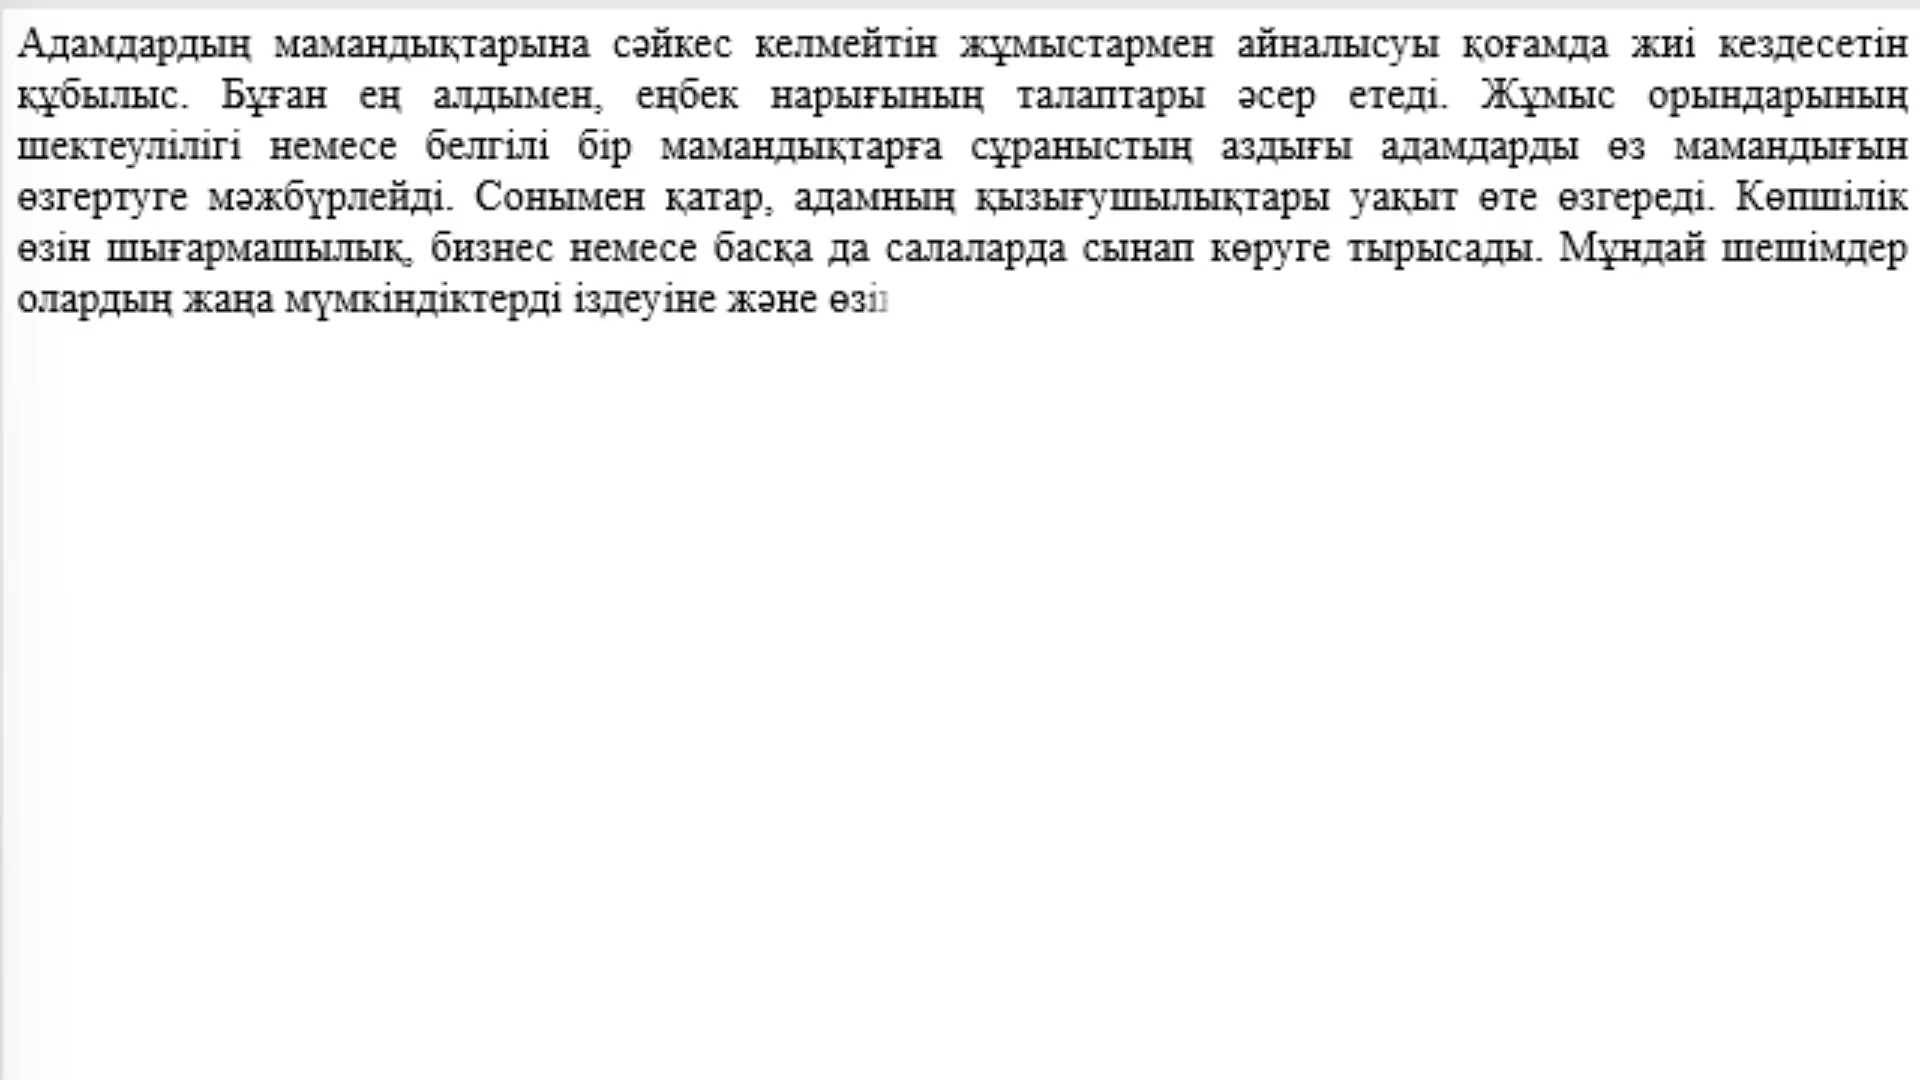 Адамдардың мамандықтарына сәйкес келмейтін жұмыстармен айналысуы қоғамда жиі кездесетін
құбылыс. Бұған ең алдымен, еңбек нарығының талаптары әсер етеді. Жұмыс орындарының
шектеулілігі немесе белгілі бір мамандықтарға сұраныстың аздығы адамдарды өз мамандығын
өзгертуге мәжбүрлейді. Сонымен қатар, адамның қызығушылықтары уақыт өте өзгереді. Көпшілік
өзін шығармашылық, бизнес немесе басқа да салаларда сынап көруге тырысады. Мұндай шешімдер
олардың жаңа мүмкіндіктерді іздеуіне және